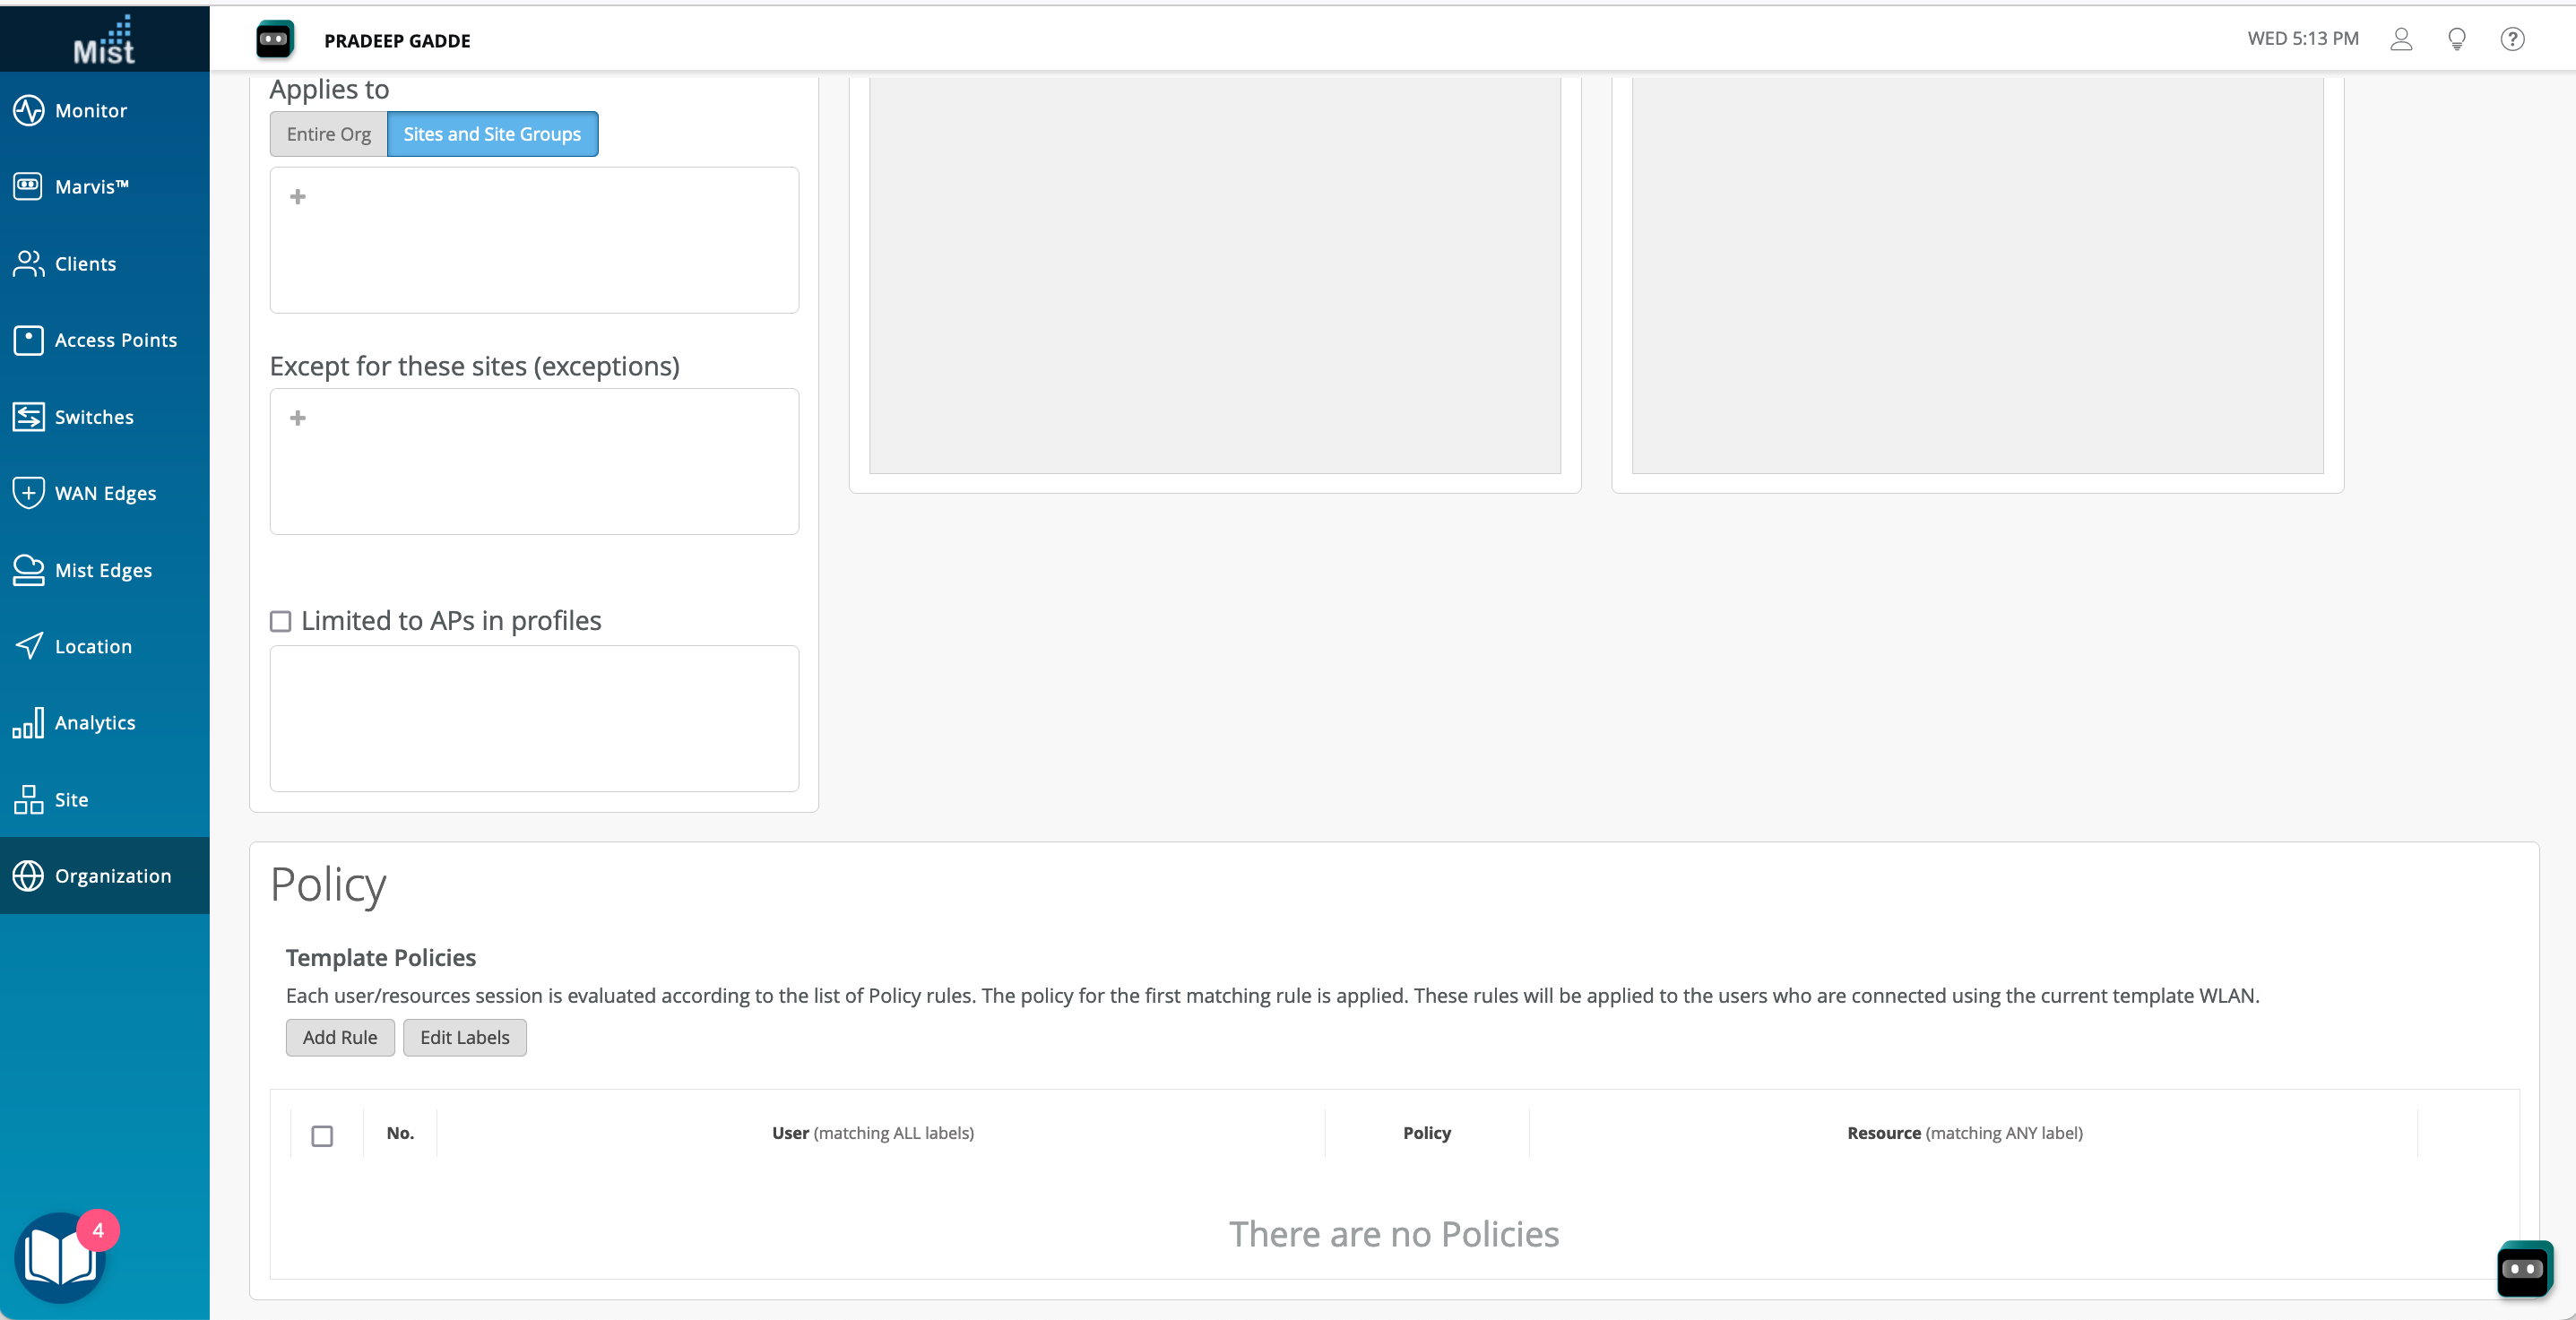 Mist
PRADEEP GADDE
WED 5:13 PM
Monitor
Marvis™
Clients
Access Points
Switches
WAN Edges
Mist Edges
Location
Analytics
Site
Organization
4
Applies to
Entire Org Sites and Site Groups
Except for these sites (exceptions)
Limited to APs in profiles
Policy
Template Policies
Each user/resources session is evaluated according to the list of Policy rules. The policy for the first matching rule is applied. These rules will be applied to the users who are connected using the current template WLAN.
Add Rule Edit Labels
No. User (matching ALL labels) Policy Resource (matching ANY label)
There are no Policies